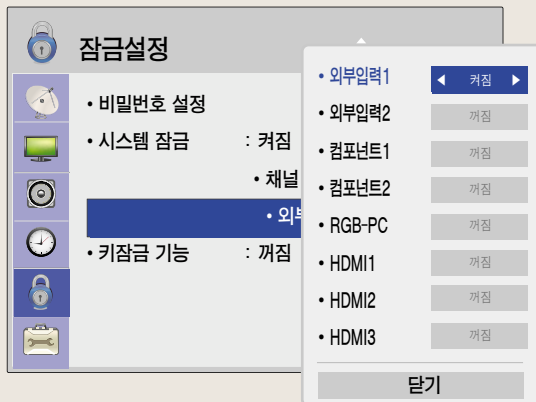 잠금설정
• 비밀번호 설정
• 시스템 잠금 : 켜짐
• 채널
• 외부
• 키잠금 기능 : 꺼짐
• 외부입력1 ◀ 켜짐 ▶
• 외부입력2 꺼짐
• 컴포넌트1 꺼짐
• 컴포넌트2 꺼짐
• RGB-PC 꺼짐
• HDMI1 꺼짐
• HDMI2 꺼짐
• HDMI3 꺼짐
닫기